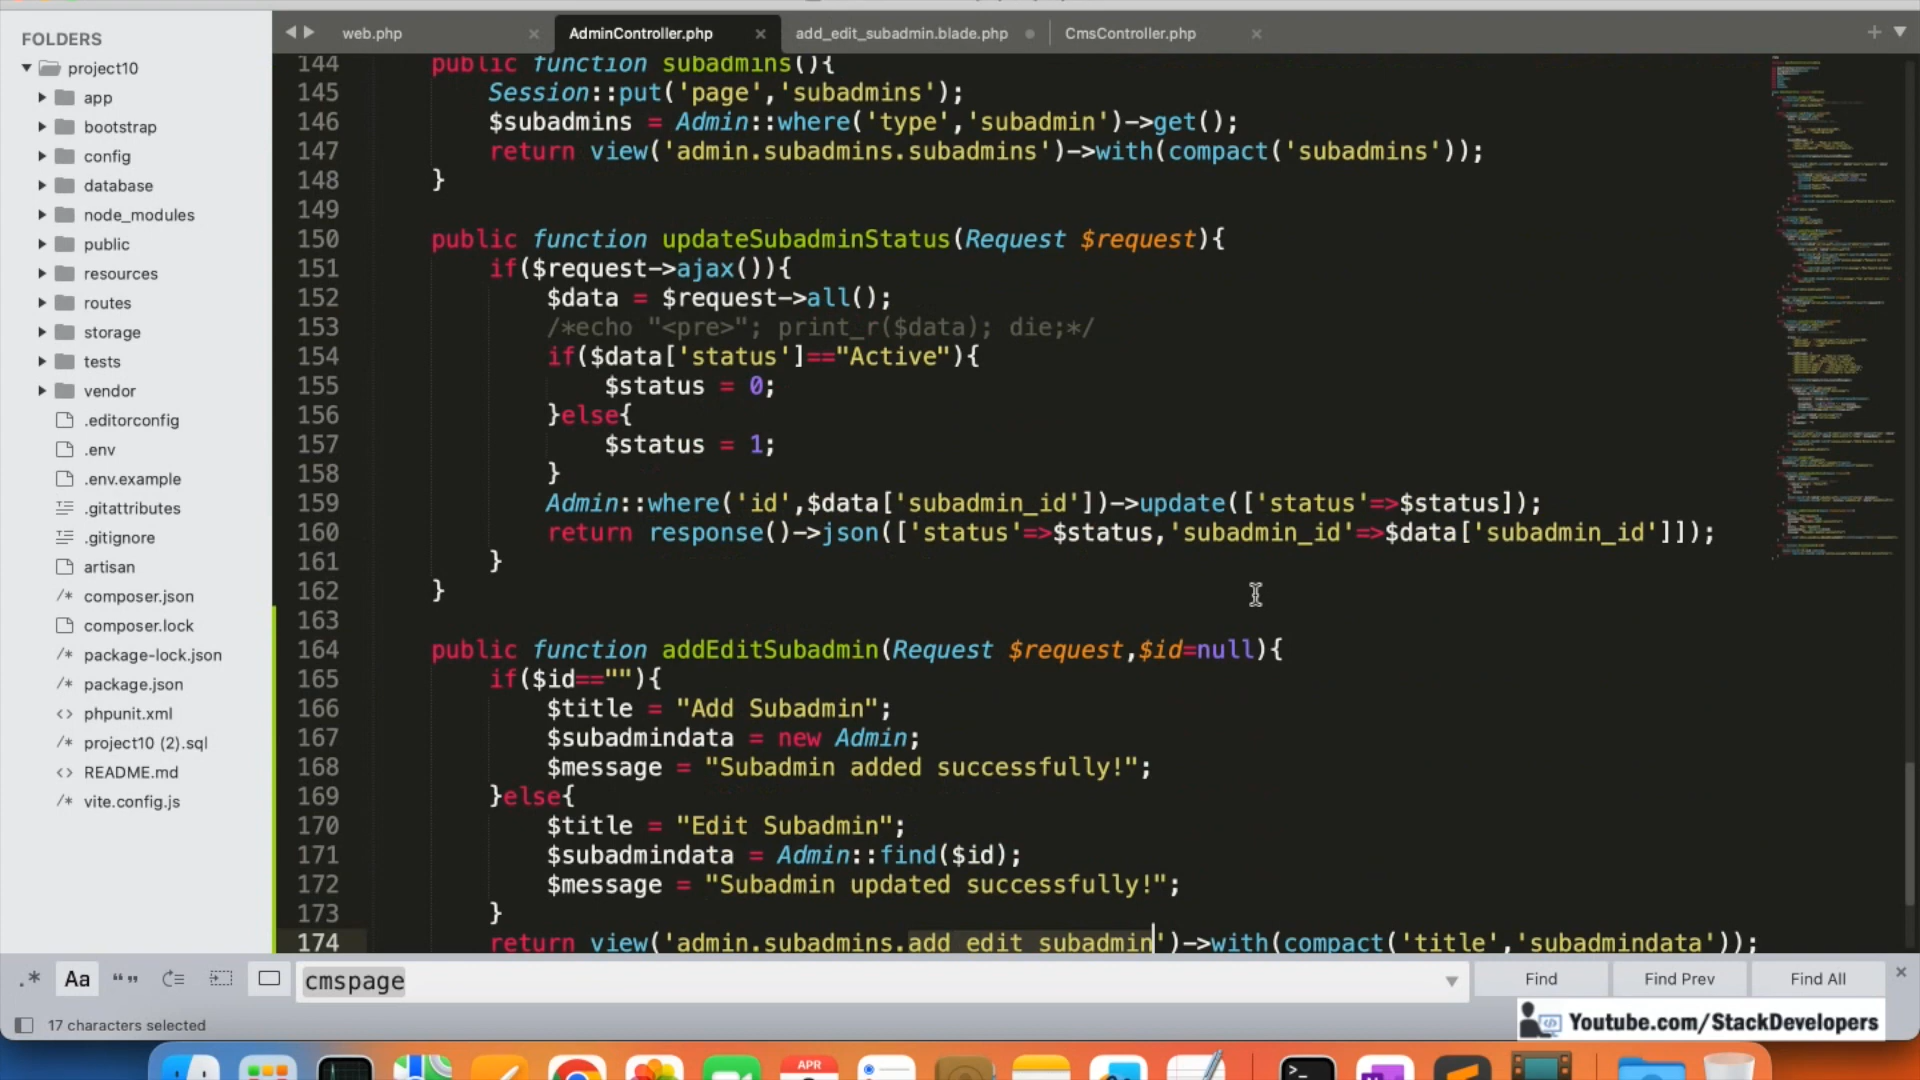 FOLDERS
project10
app
bootstrap
config
database
node_modules
public
resources
routes
storage
tests
vendor
.editorconfig
.env
.env.example
.gitattributes
.gitignore
artisan
composer.json
composer.lock
package-lock.json
package.json
phpunit.xml
project10 (2).sql
README.md
vite.config.js
web.php
AdminController.php
add_edit_subadmin.blade.php
CmsController.php
144 public function subadmins(){
145 Session::put('page','subadmins');
146 $subadmins = Admin::where('type','subadmin')->get();
147 return view('admin.subadmins.subadmins')->with(compact('subadmins'));
148 }
149
150 public function updateSubadminStatus(Request $request){
151 if($request->ajax()){
152 $data = $request->all();
153 /*echo "<pre>"; print_r($data); die;*/
154 if($data['status']=="Active"){
155 $status = 0;
156 }else{
157 $status = 1;
158 }
159 Admin::where('id',$data['subadmin_id'])->update(['status'=>$status]);
160 return response()->json(['status'=>$status,'subadmin_id'=>$data['subadmin_id']]);
161 }
162 }
163
164 public function addEditSubadmin(Request $request,$id=null){
165 if($id==""){
166 $title = "Add Subadmin";
167 $subadmindata = new Admin;
168 $message = "Subadmin added successfully!";
169 }else{
170 $title = "Edit Subadmin";
171 $subadmindata = Admin::find($id);
172 $message = "Subadmin updated successfully!";
173 }
174 return view('admin.subadmins.add_edit_subadmin')->with(compact('title','subadmindata'));
.* Aa “ ”
cmspage
Find
Find Prev
Find All
17 characters selected
Youtube.com/StackDevelopers
APR